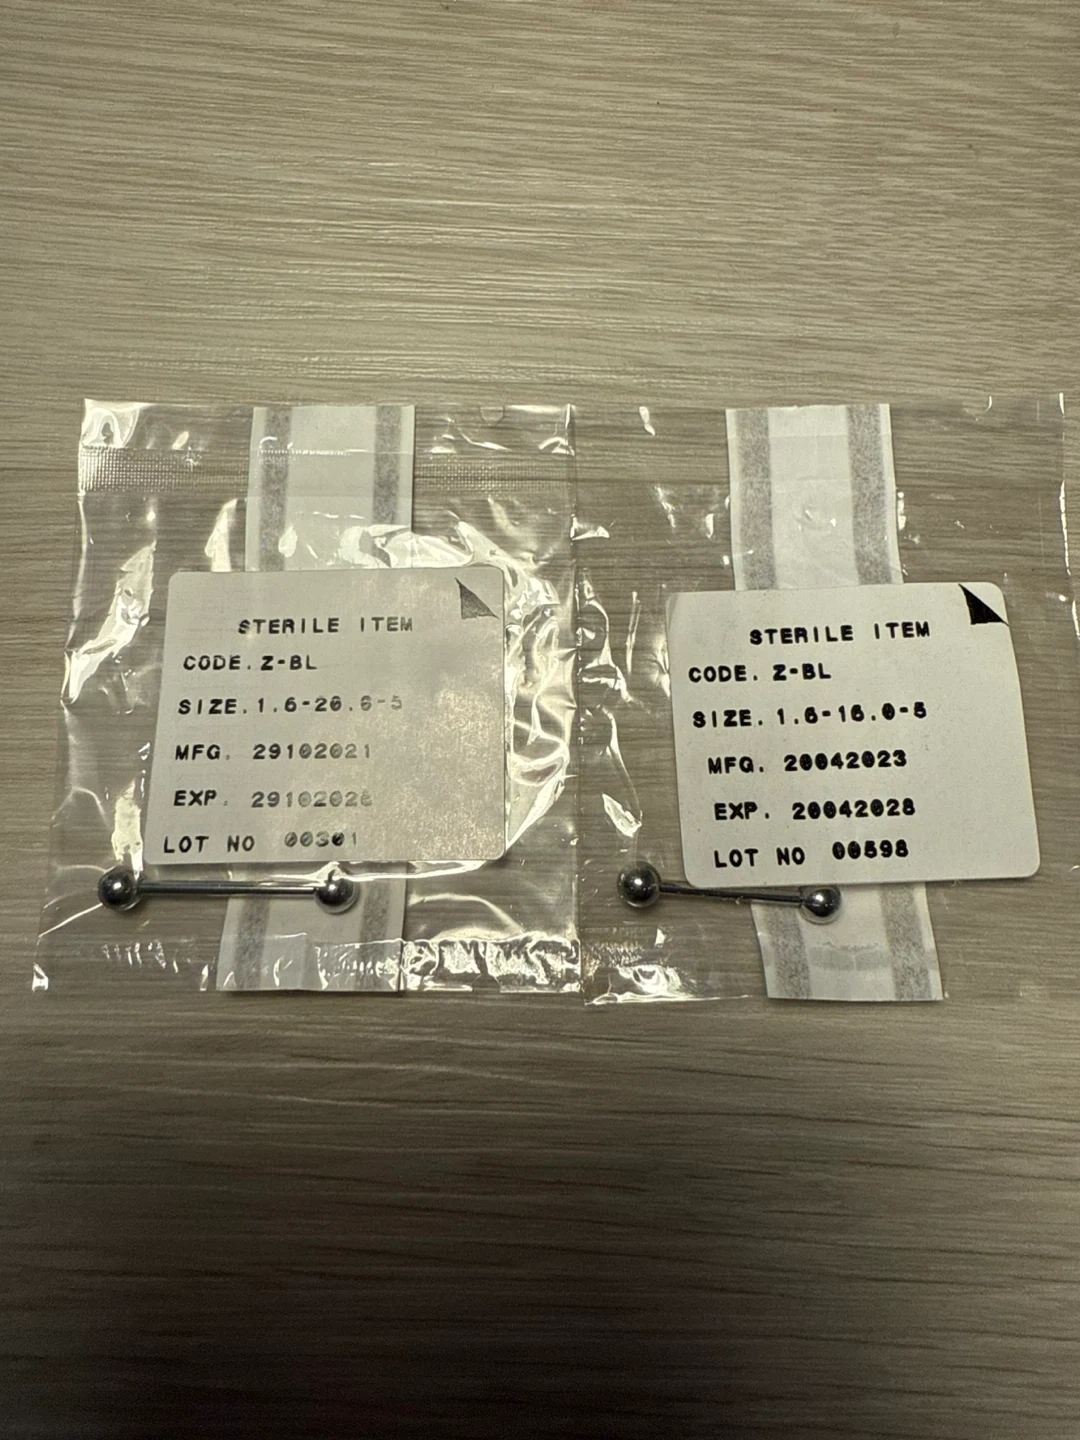 STERILE ITEM
CODE. Z-BL
SIZE. 1.6-20.0-5
MFG. 29102021
EXP. 29102026
LOT NO 00301
STERILE ITEM
CODE. Z-BL
SIZE. 1.6-16.0-5
MFG. 20042023
EXP. 20042028
LOT NO 00598